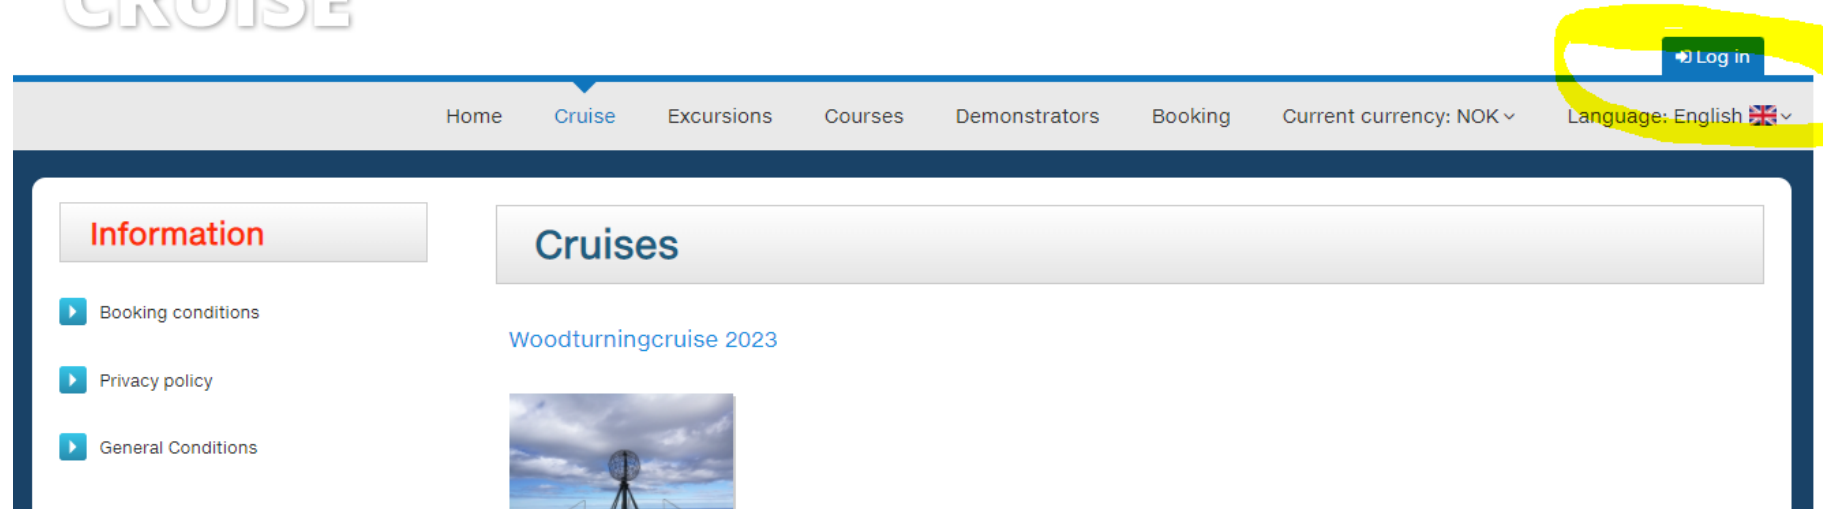 CRUISE
Log in
Home Cruise Excursions Courses Demonstrators Booking Current currency: NOK Language: English
Information
Cruises
Booking conditions
Woodturningcruise 2023
Privacy policy
General Conditions